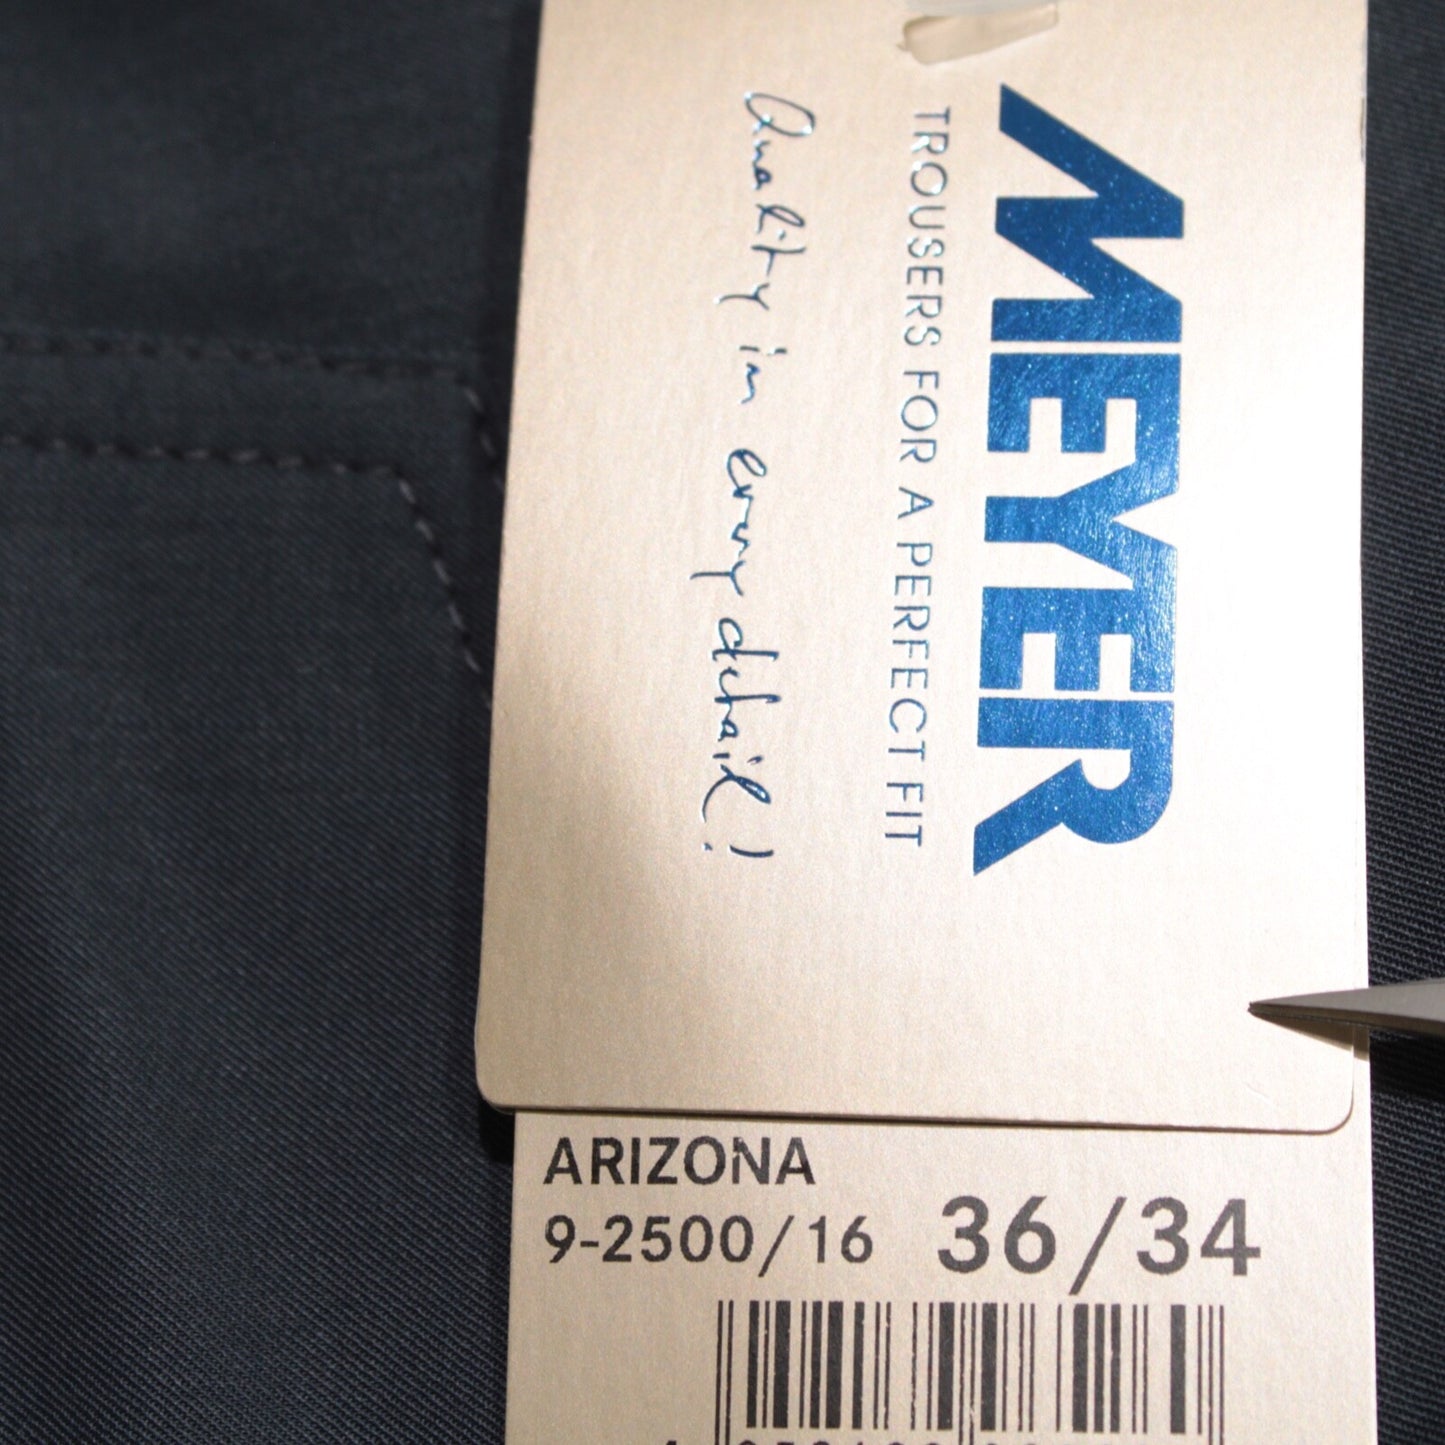 MEYER
TROUSERS FOR A PERFECT FIT
Quality in every detail!
ARIZONA
9-2500/16 36/34